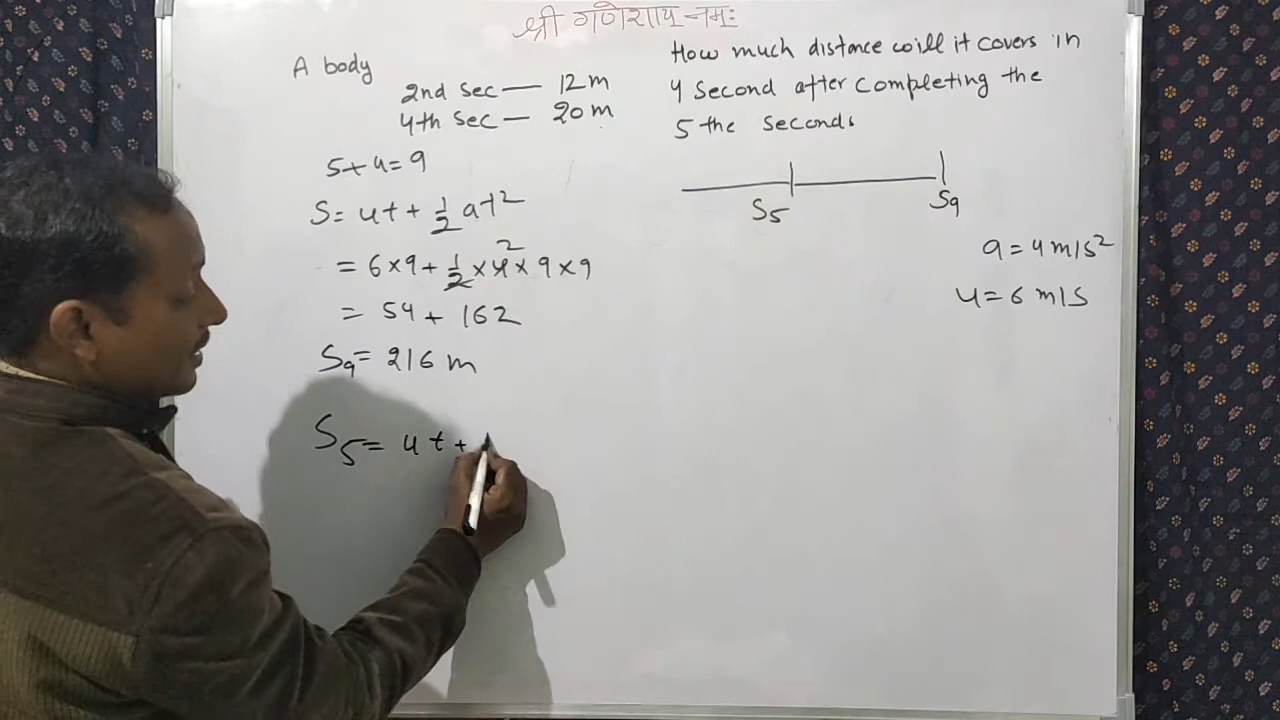 श्री गणेशाय नमः
A body
2nd sec — 12 m
4th sec — 20 m
5+4=9
S= ut + 1/2 at²
= 6×9+ 1/2 ×4× 9×9
2
= 54 + 162
S9= 216 m
S5= ut+
How much distance will it covers in
4 Second after Completing the
5 the seconds
S5 S9
a = 4 m/s²
u= 6 m/s